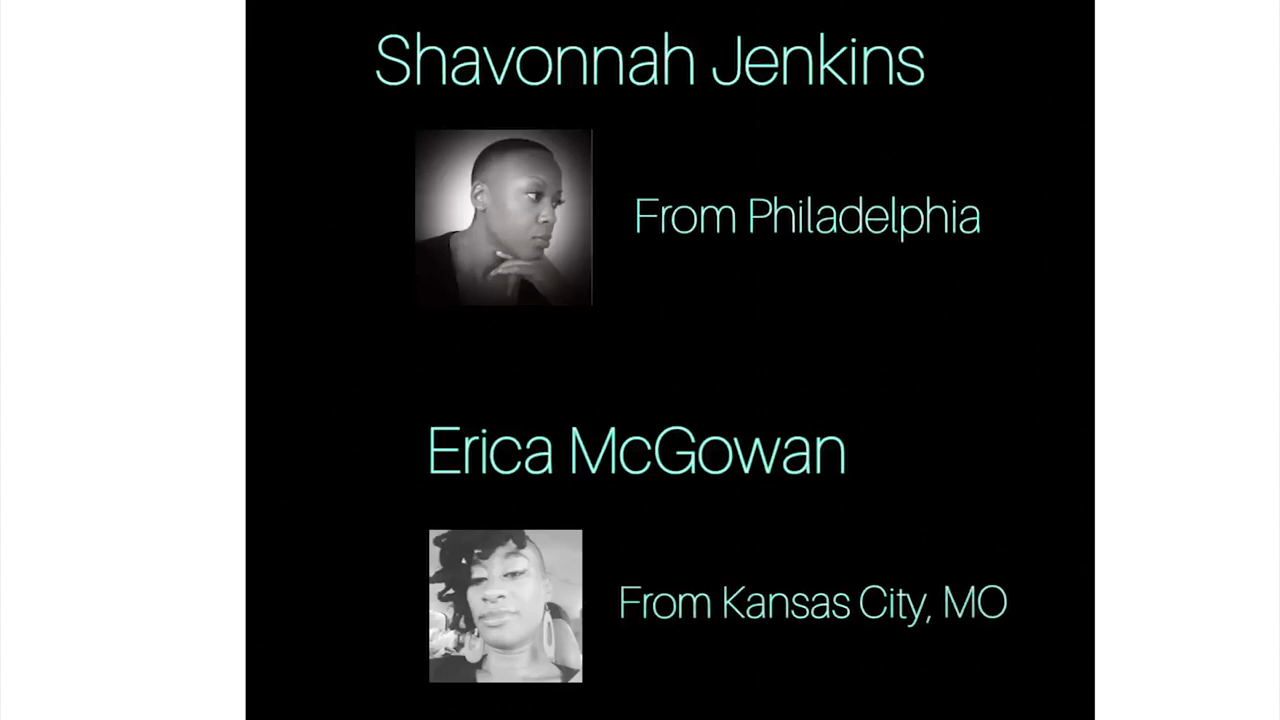 Shavonnah Jenkins
From Philadelphia
Erica McGowan
From Kansas City, MO